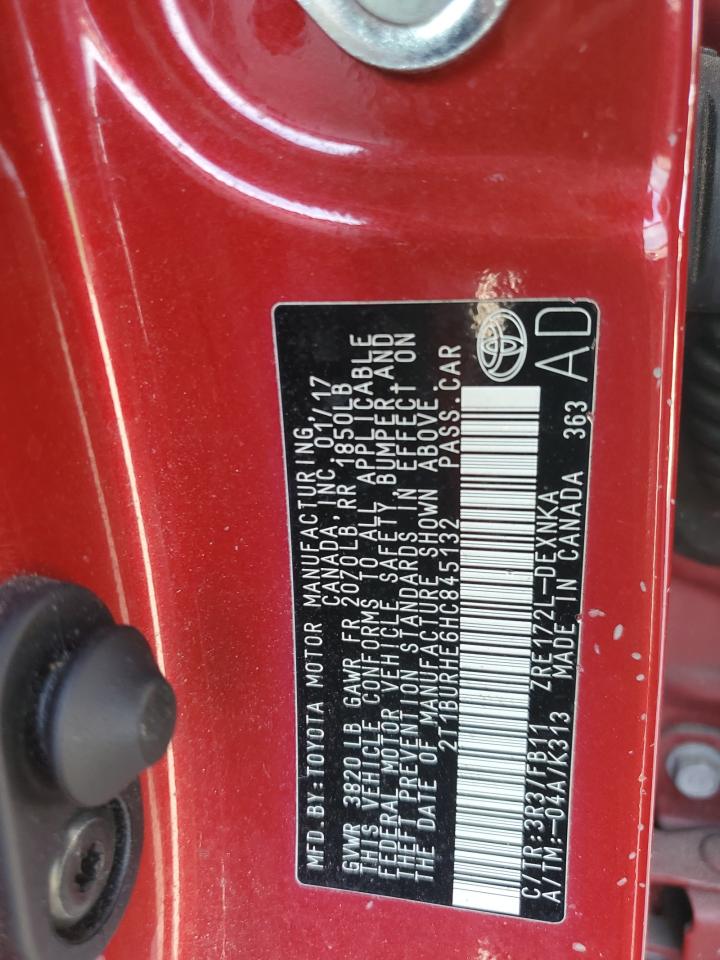 MFD. BY: TOYOTA MOTOR MANUFACTURING,
CANADA, INC. 01/17
GVWR 3820 LB GAWR FR 2070 LB, RR 1850LB
THIS VEHICLE CONFORMS TO ALL APPLICABLE
FEDERAL MOTOR VEHICLE SAFETY, BUMPER, AND
THEFT PREVENTION STANDARDS IN EFFECT ON
THE DATE OF MANUFACTURE SHOWN ABOVE.
2T1BURHE6HC845132 PASS.CAR
C/TR:3R3/FB11 ZRE172L-DEXNKA
A/TM:-04A/K313 MADE IN CANADA 363
AD